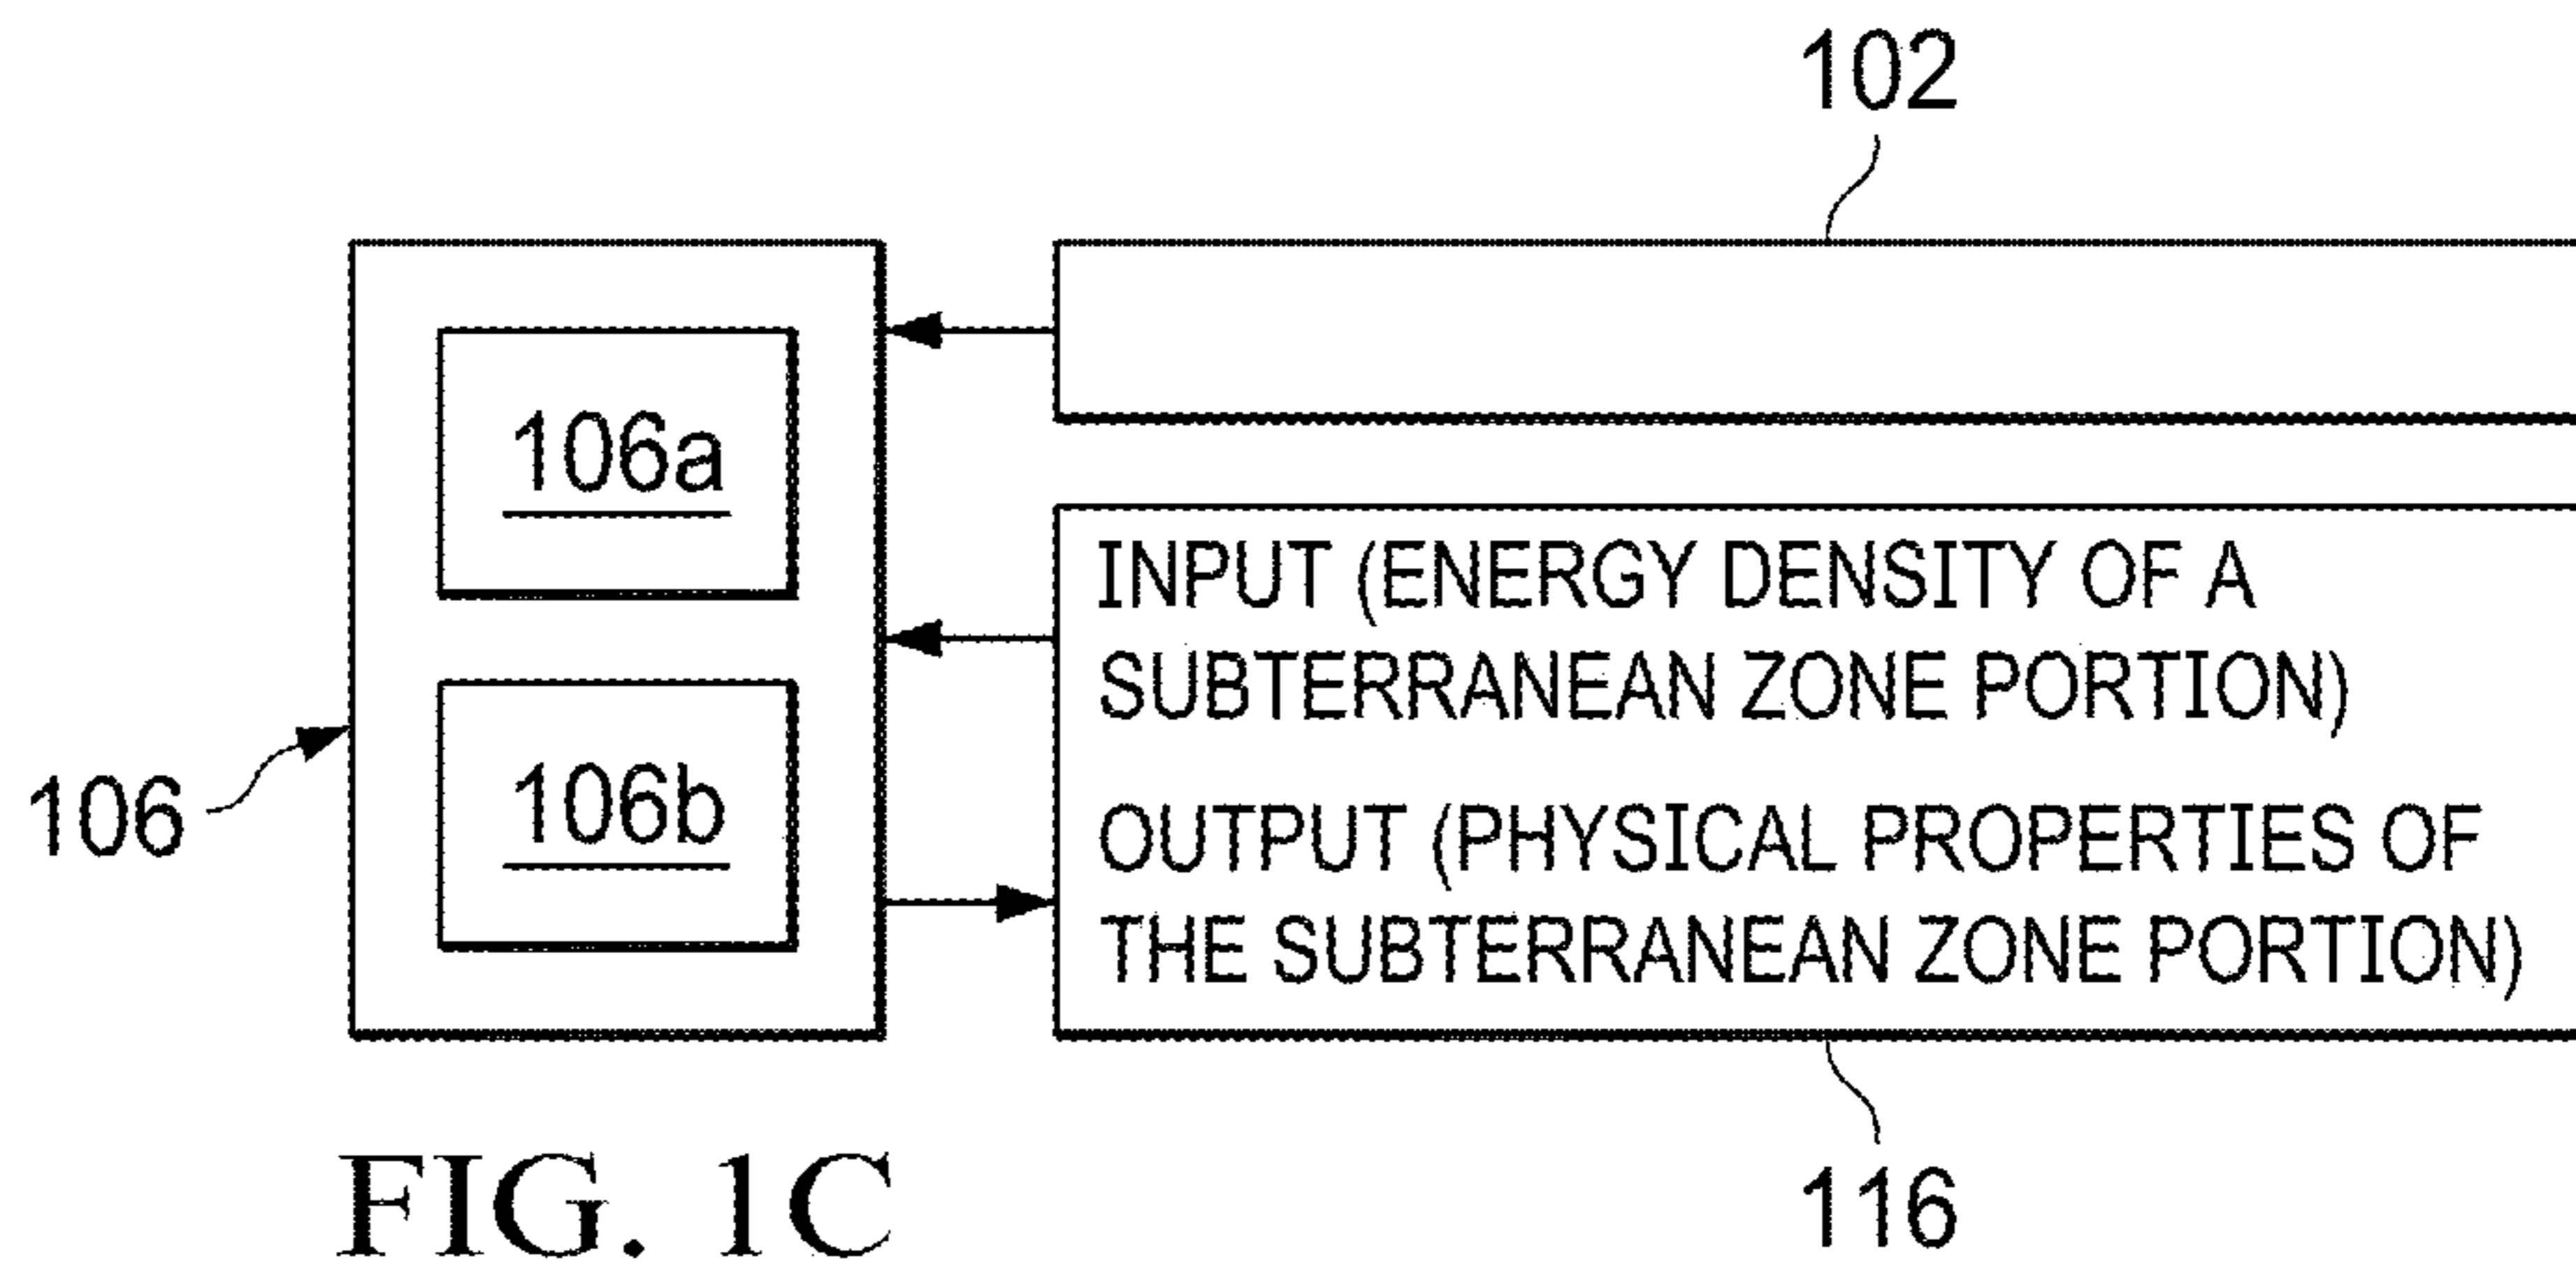 102
106a
INPUT (ENERGY DENSITY OF A
SUBTERRANEAN ZONE PORTION)
106b
106
OUTPUT (PHYSICAL PROPERTIES OF
THE SUBTERRANEAN ZONE PORTION)
FIG. 1C
116